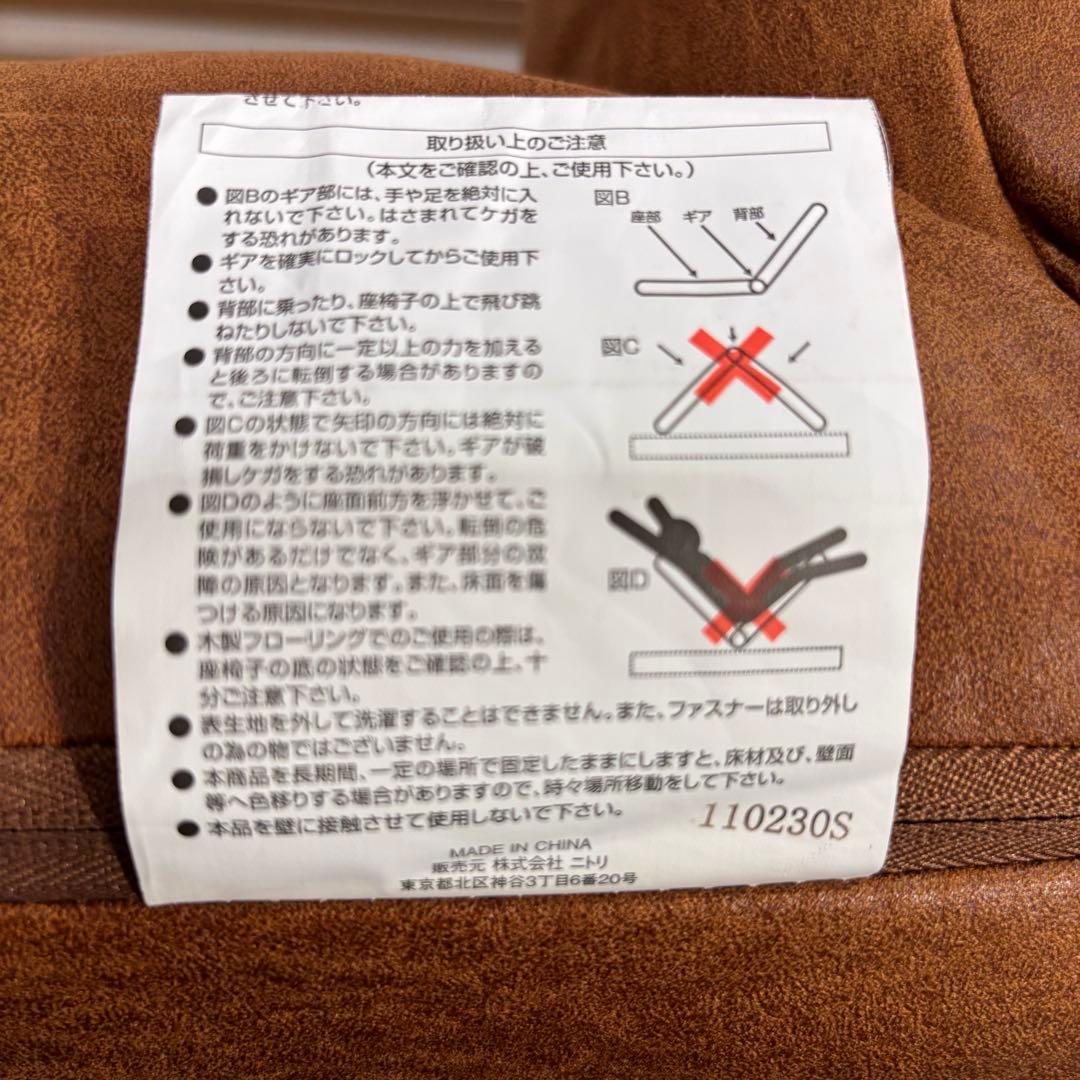 させて下さい。
取り扱い上のご注意
(本文をご確認の上、ご使用下さい。)
●図Bのギア部には、手や足を絶対に入
れないで下さい。はさまれてケガを
する恐れがあります。
●ギアを確実にロックしてからご使用下
さい。
●背部に乗ったり、座椅子の上で飛び跳
ねたりしないで下さい。
●背部の方向に一定以上の力を加える
と後ろに転倒する場合がありますの
で、ご注意下さい。
●図Cの状態で矢印の方向には絶対に
荷重をかけないで下さい。ギアが破
損しケガをする恐れがあります。
●図Dのように座面前方を浮かせて、ご
使用にならないで下さい。転倒の危
険があるだけでなく、ギア部分の故
障の原因となります。また、床面を傷
つける原因になります。
●木製フローリングでのご使用の際は、
座椅子の底の状態をご確認の上、十
分ご注意下さい。
●表生地を外して洗濯することはできません。また、ファスナーは取り外し
の為の物ではございません。
●本商品を長期間、一定の場所で固定したままにしますと、床材及び、壁面
等へ色移りする場合がありますので、時々場所移動をして下さい。
●本品を壁に接触させて使用しないで下さい。
図B
座部 ギア 背部
図C
図D
110230S
MADE IN CHINA
販売元 株式会社 ニトリ
東京都北区神谷3丁目6番20号